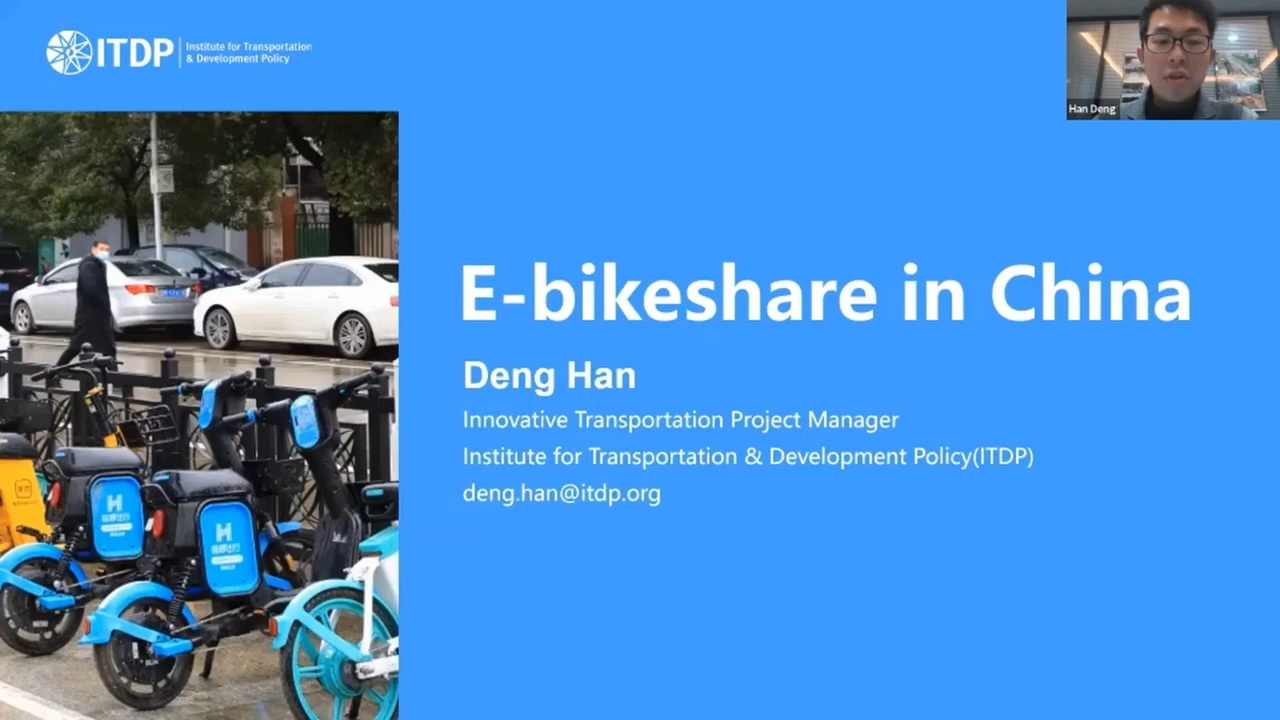 ITDP
Institute for Transportation
& Development Policy
Han Deng
E-bikeshare in China
Deng Han
Innovative Transportation Project Manager
Institute for Transportation & Development Policy(ITDP)
deng.han@itdp.org
H
H